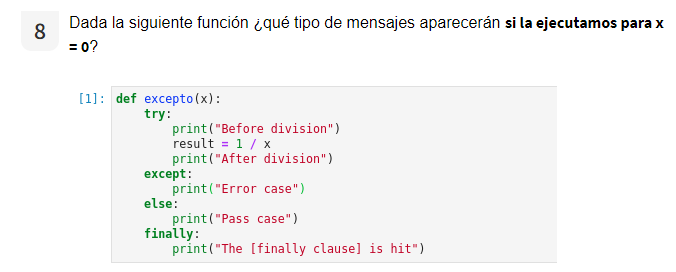 8
Dada la siguiente función ¿qué tipo de mensajes aparecerán si la ejecutamos para x
= 0?
[1]: def excepto(x):
    try:
        print("Before division")
        result = 1 / x
        print("After division")
    except:
        print("Error case")
    else:
        print("Pass case")
    finally:
        print("The [finally clause] is hit")